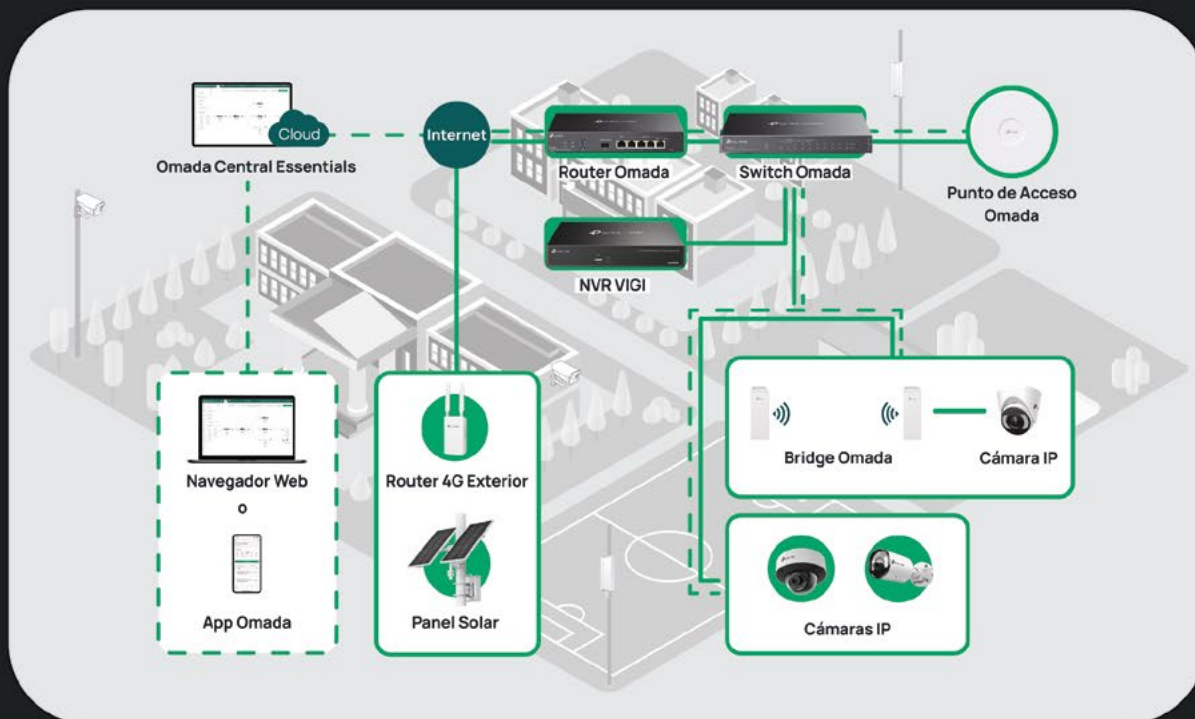 Cloud
Omada Central Essentials
Internet
Router Omada
Switch Omada
Punto de Acceso
Omada
NVR VIGI
Navegador Web
o
App Omada
Router 4G Exterior
Panel Solar
Bridge Omada
Cámara IP
Cámaras IP